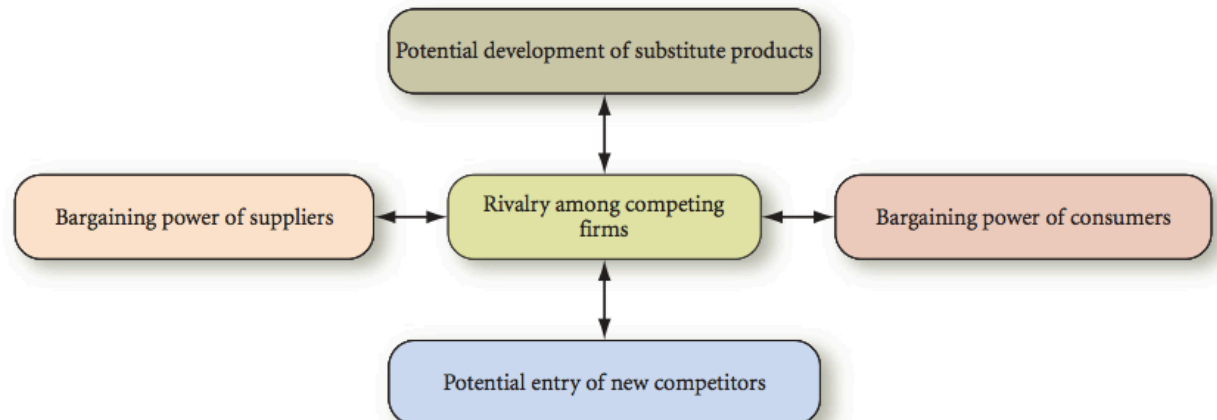 Potential development of substitute products
Bargaining power of suppliers
Rivalry among competing
firms
Bargaining power of consumers
Potential entry of new competitors